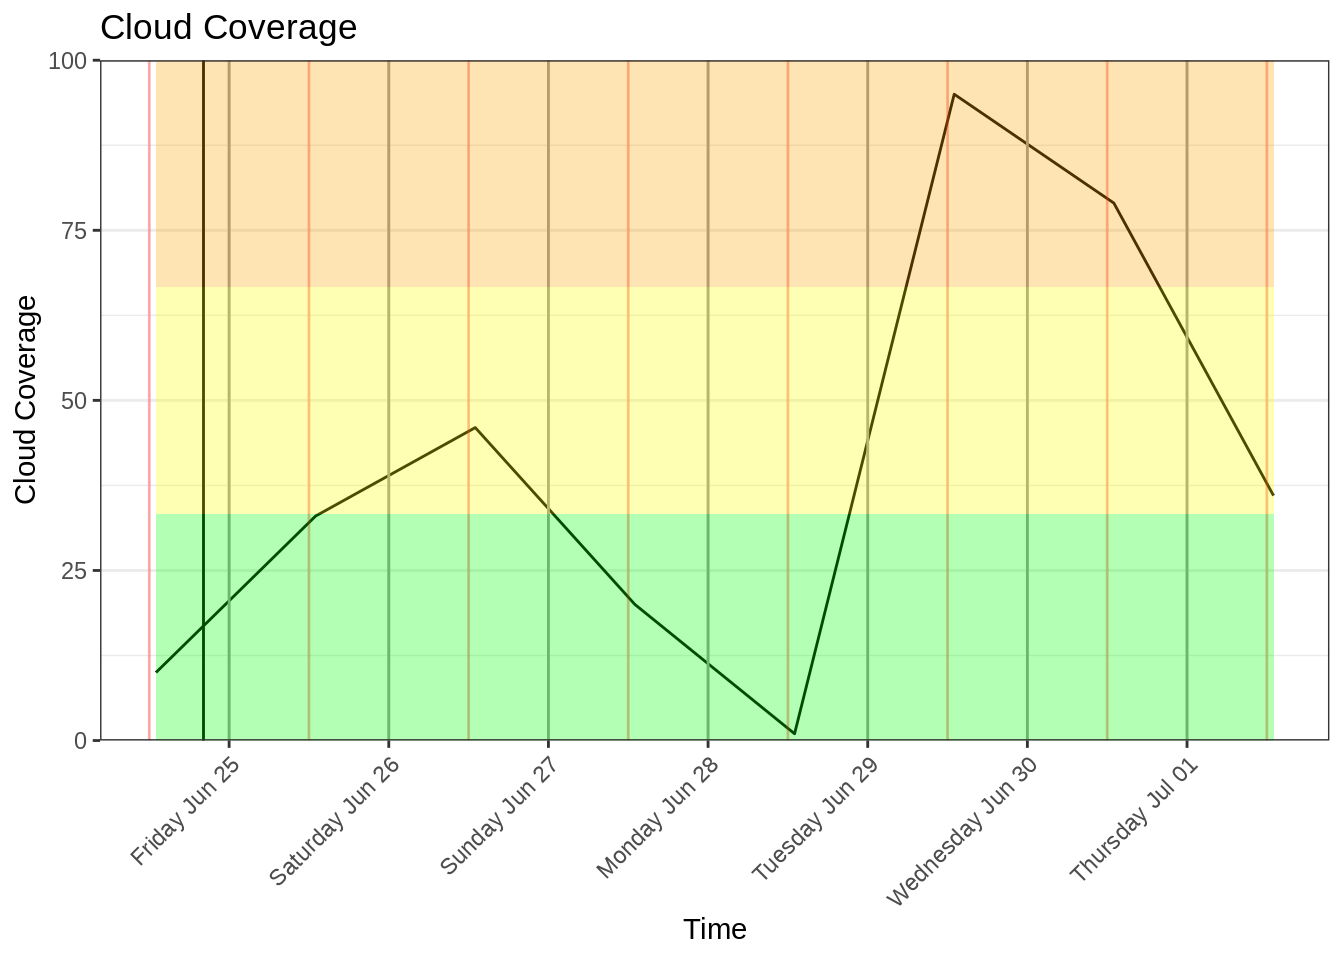 Cloud Coverage
Cloud Coverage
100
75
50
25
0
Friday Jun 25
Saturday Jun 26
Sunday Jun 27
Monday Jun 28
Tuesday Jun 29
Wednesday Jun 30
Thursday Jul 01
Time